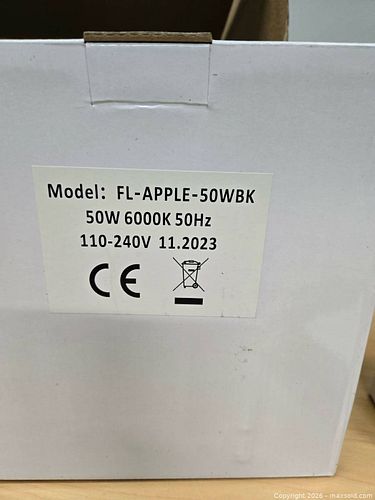 Model: FL-APPLE-50WBK
50W 6000K 50Hz
110-240V 11.2023
CE
Copyright 2026 - maxsold.com